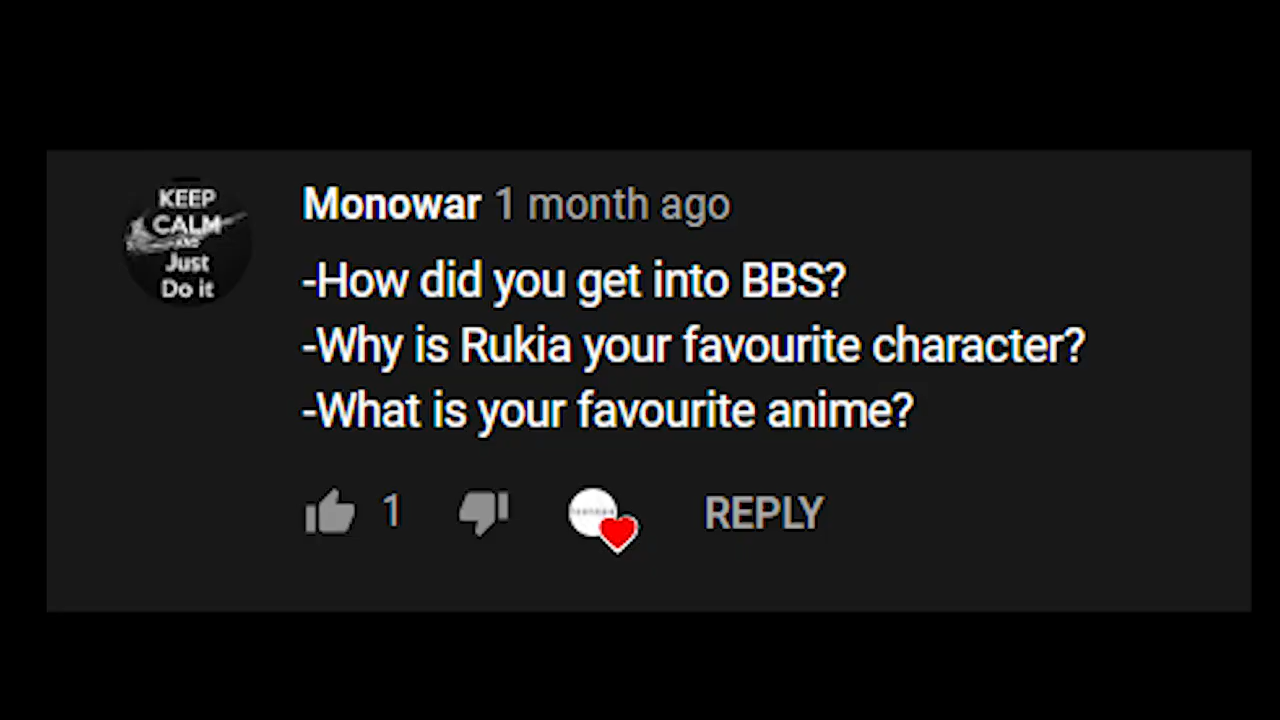 KEEP
CALM
AND
Just
Do it
Monowar 1 month ago
-How did you get into BBS?
-Why is Rukia your favourite character?
-What is your favourite anime?
1
REPLY